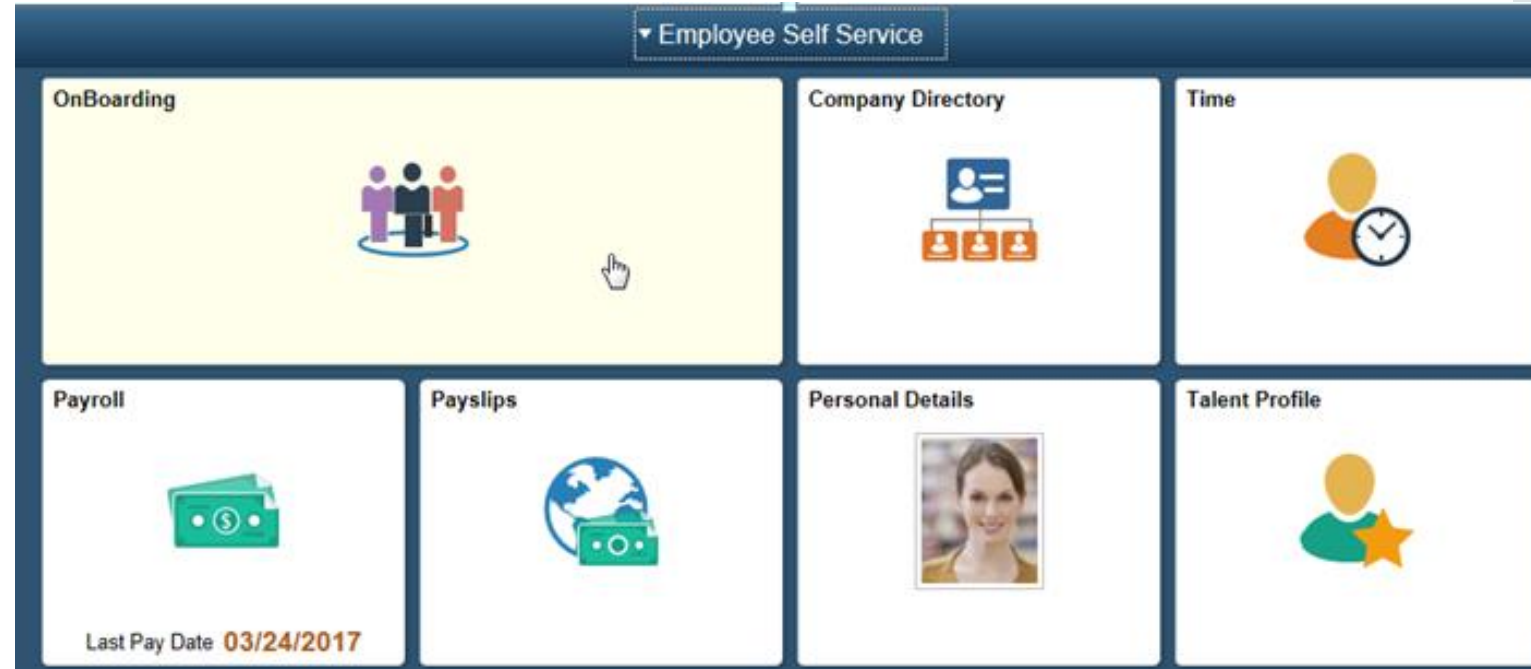 Employee Self Service
OnBoarding
Company Directory
Time
Payroll
Payslips
Personal Details
Talent Profile
Last Pay Date 03/24/2017